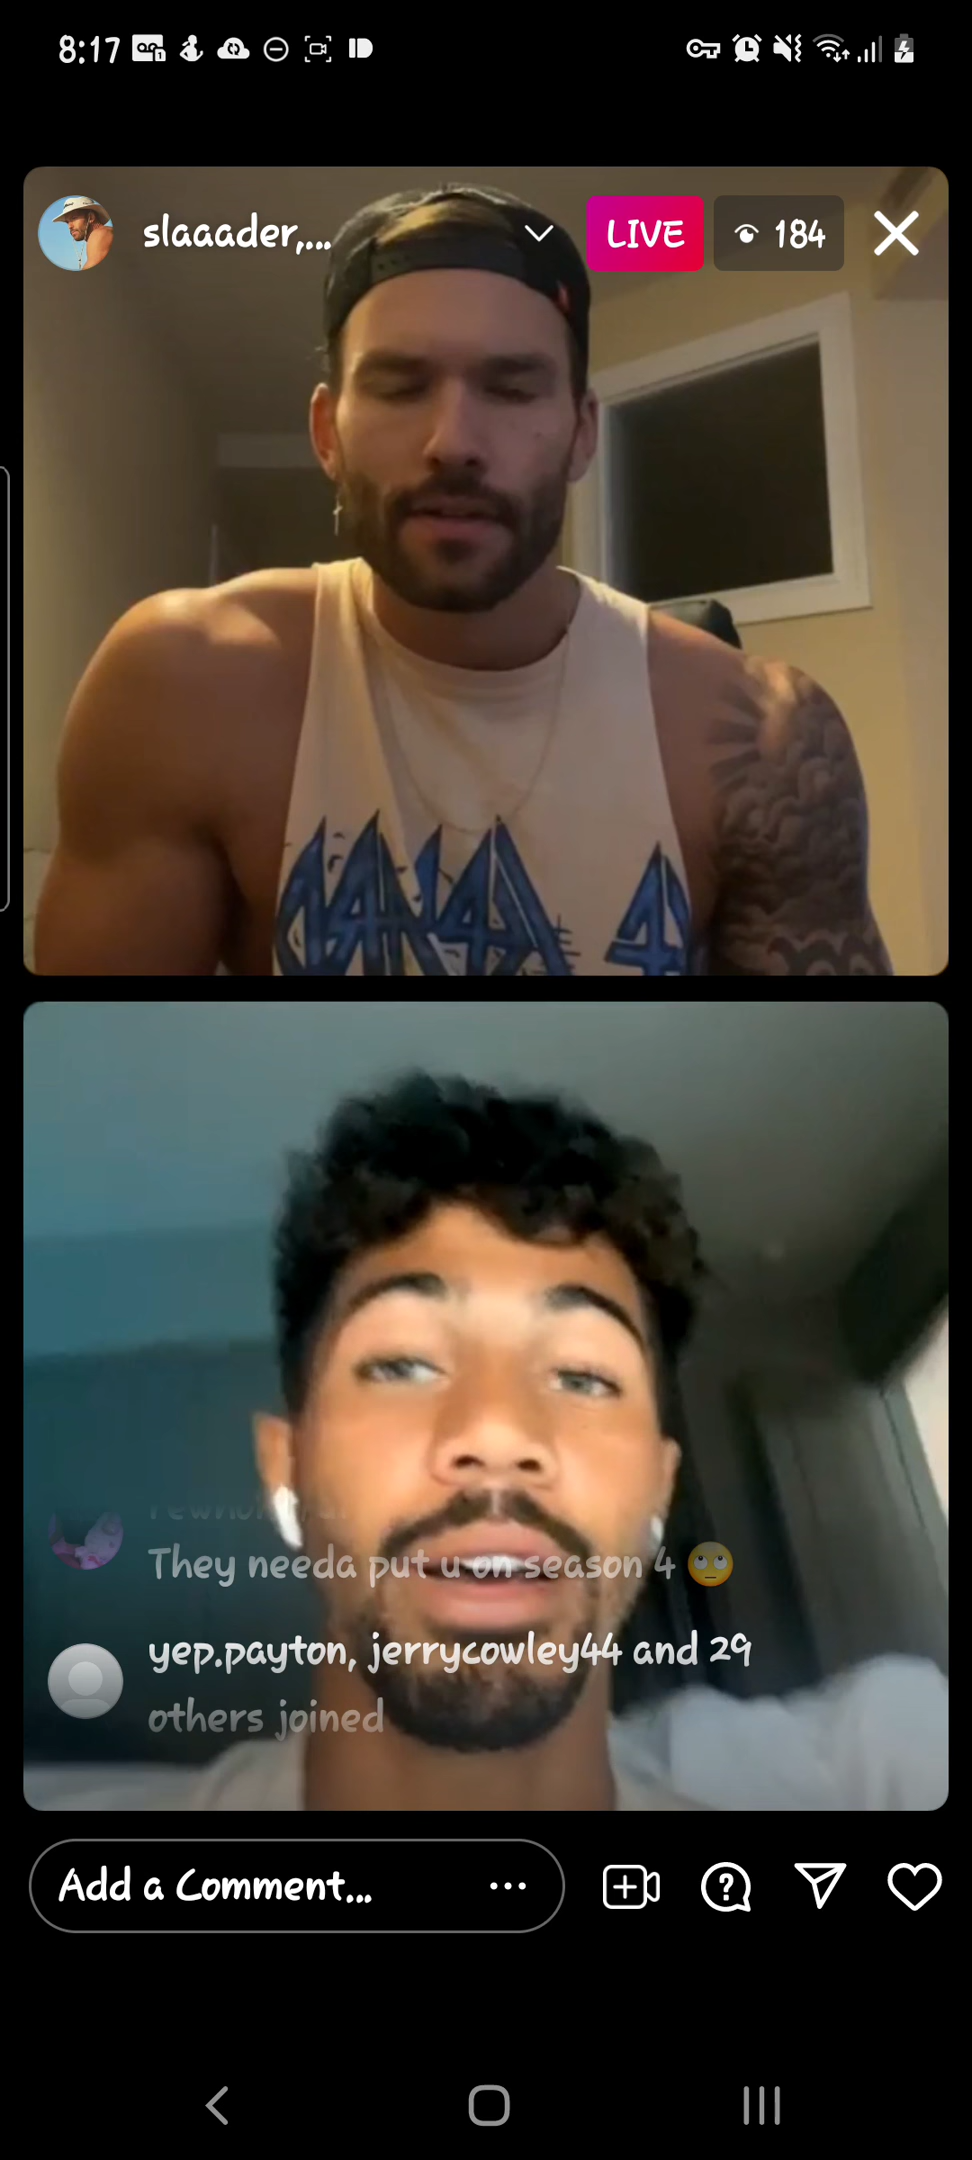 8:17
slaaader,...
LIVE
184
They needa put u on season 4 🙄
yep.payton, jerrycowley44 and 29
others joined
Add a Comment...